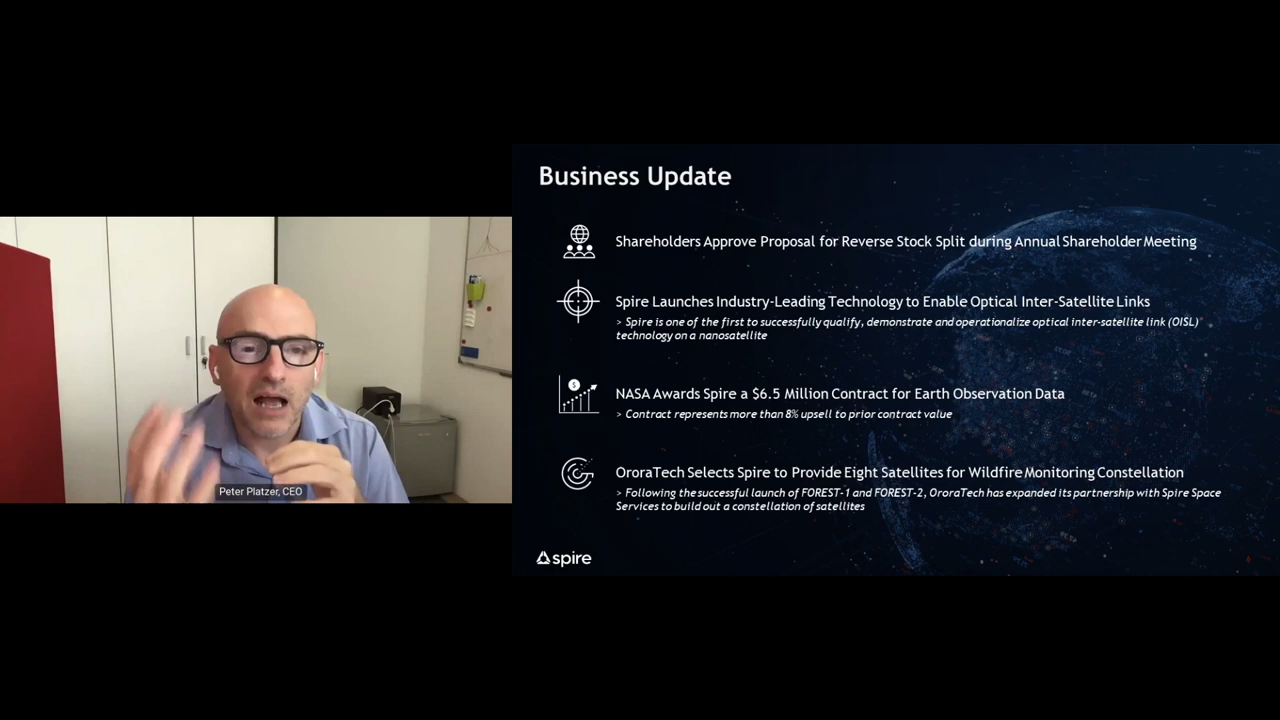 Business Update
Shareholders Approve Proposal for Reverse Stock Split during Annual Shareholder Meeting
Spire Launches Industry-Leading Technology to Enable Optical Inter-Satellite Links
> Spire is one of the first to successfully qualify, demonstrate and operationalize optical inter-satellite link (OISL)
technology on a nanosatellite
$
NASA Awards Spire a $6.5 Million Contract for Earth Observation Data
> Contract represents more than 8% upsell to prior contract value
OroraTech Selects Spire to Provide Eight Satellites for Wildfire Monitoring Constellation
> Following the successful launch of FOREST-1 and FOREST-2, OroraTech has expanded its partnership with Spire Space
Services to build out a constellation of satellites
spire
Peter Platzer, CEO